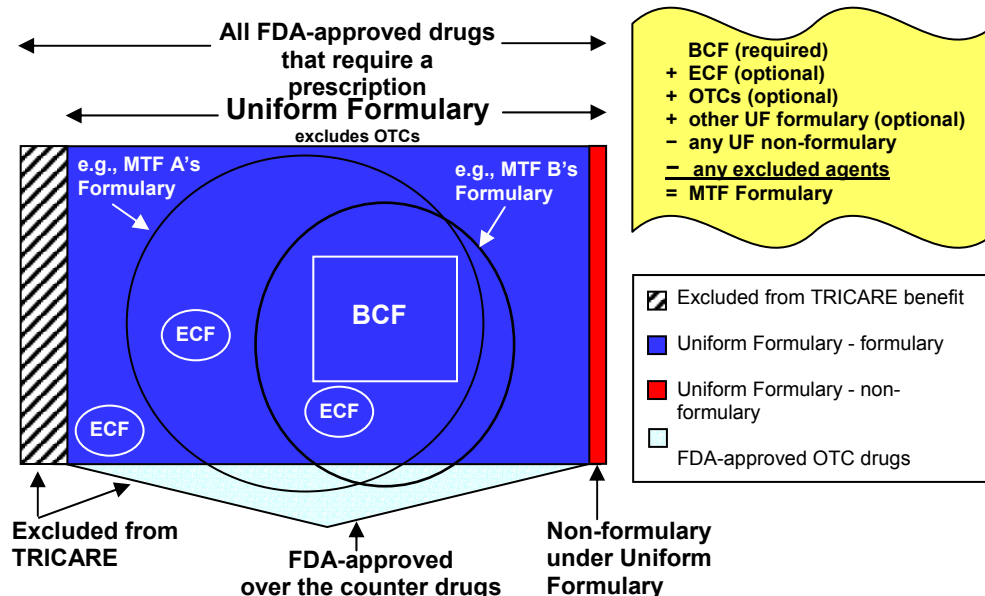 All FDA-approved drugs
that require a
prescription
Uniform Formulary
excludes OTCs
e.g., MTF A's
Formulary
e.g., MTF B's
Formulary
BCF
ECF
ECF
ECF
Excluded from
TRICARE
FDA-approved
over the counter drugs
Non-formulary
under Uniform
Formulary
BCF (required)
+ ECF (optional)
+ OTCs (optional)
+ other UF formulary (optional)
− any UF non-formulary
− any excluded agents
= MTF Formulary
Excluded from TRICARE benefit
Uniform Formulary - formulary
Uniform Formulary - non-
formulary
FDA-approved OTC drugs